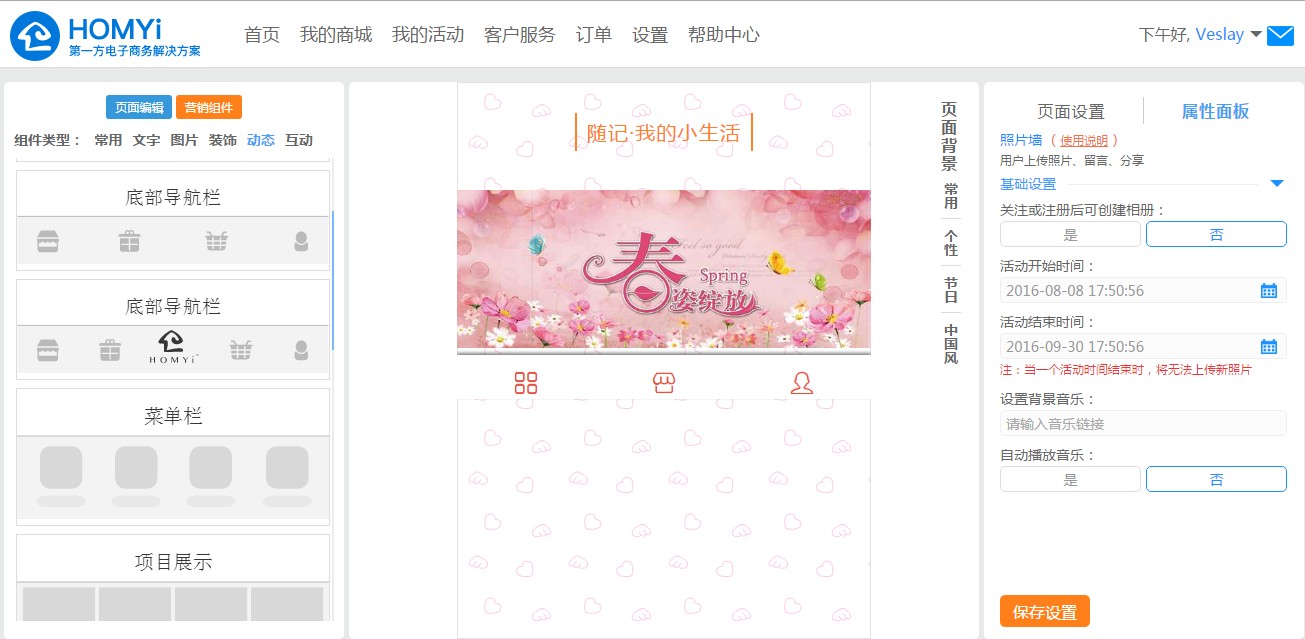 HOMYi
第一方电子商务解决方案
首页 我的商城 我的活动 客户服务 订单 设置 帮助中心
下午好, Veslay
页面编辑 营销组件
组件类型： 常用 文字 图片 装饰 动态 互动
底部导航栏
底部导航栏
HOMYi
菜单栏
项目展示
随记·我的小生活
Feel so good
春
Spring
姿绽放
页面背景
常用
个性
节日
中国风
页面设置 属性面板
照片墙 （ 使用说明 ）
用户上传照片、留言、分享
基础设置
关注或注册后可创建相册：
是 否
活动开始时间：
2016-08-08 17:50:56
活动结束时间：
2016-09-30 17:50:56
注：当一个活动时间结束时，将无法上传新照片
设置背景音乐：
请输入音乐链接
自动播放音乐：
是 否
保存设置